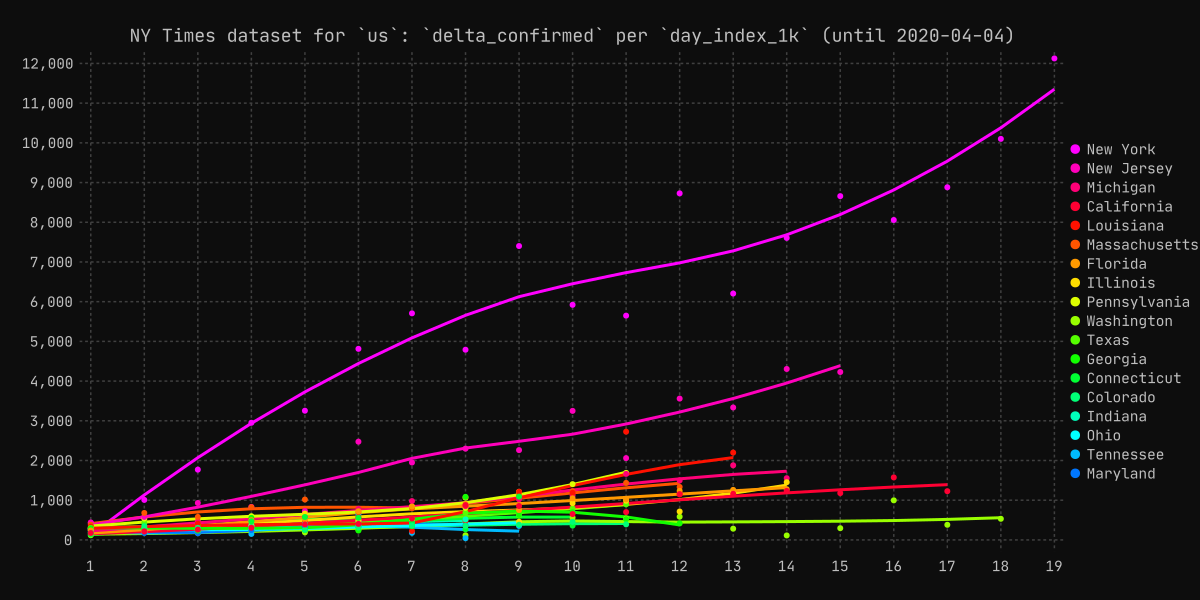 NY Times dataset for `us`: `delta_confirmed` per `day_index_1k` (until 2020-04-04)
12,000
11,000
10,000
9,000
8,000
7,000
6,000
5,000
4,000
3,000
2,000
1,000
0
1 2 3 4 5 6 7 8 9 10 11 12 13 14 15 16 17 18 19
New York
New Jersey
Michigan
California
Louisiana
Massachusetts
Florida
Illinois
Pennsylvania
Washington
Texas
Georgia
Connecticut
Colorado
Indiana
Ohio
Tennessee
Maryland